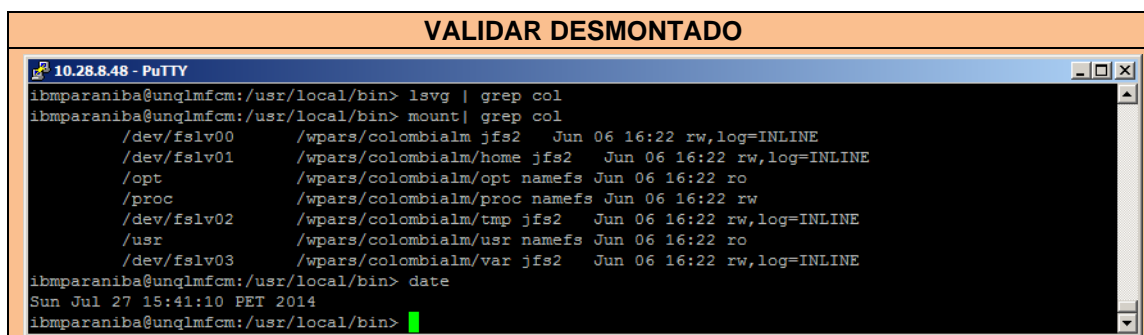 VALIDAR DESMONTADO
10.28.8.48 - PuTTY
ibmparaniba@unqlmfcm:/usr/local/bin> lsvg | grep col
ibmparaniba@unqlmfcm:/usr/local/bin> mount| grep col
/dev/fslv00 /wpars/colombialm jfs2 Jun 06 16:22 rw,log=INLINE
/dev/fslv01 /wpars/colombialm/home jfs2 Jun 06 16:22 rw,log=INLINE
/opt /wpars/colombialm/opt namefs Jun 06 16:22 ro
/proc /wpars/colombialm/proc namefs Jun 06 16:22 rw
/dev/fslv02 /wpars/colombialm/tmp jfs2 Jun 06 16:22 rw,log=INLINE
/usr /wpars/colombialm/usr namefs Jun 06 16:22 ro
/dev/fslv03 /wpars/colombialm/var jfs2 Jun 06 16:22 rw,log=INLINE
ibmparaniba@unqlmfcm:/usr/local/bin> date
Sun Jul 27 15:41:10 PET 2014
ibmparaniba@unqlmfcm:/usr/local/bin>